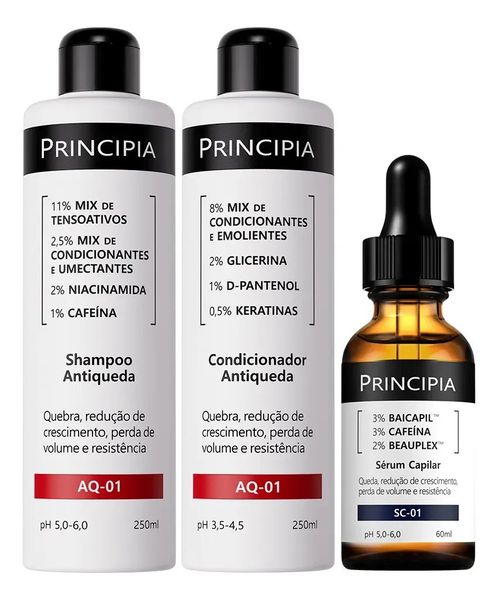 PRINCIPIA
11% MIX DE
TENSOATIVOS
2,5% MIX DE
CONDICIONANTES
E UMECTANTES
2% NIACINAMIDA
1% CAFEÍNA
Shampoo
Antiqueda
Quebra, redução de
crescimento, perda de
volume e resistência
AQ-01
pH 5,0-6,0 250ml
PRINCIPIA
8% MIX DE
CONDICIONANTES
E EMOLIENTES
2% GLICERINA
1% D-PANTENOL
0,5% KERATINAS
Condicionador
Antiqueda
Quebra, redução de
crescimento, perda de
volume e resistência
AQ-01
pH 3,5-4,5 250ml
PRINCIPIA
3% BAICAPIL™
3% CAFEÍNA
2% BEAUPLEX™
Sérum Capilar
Queda, redução de crescimento,
perda de volume e resistência
SC-01
pH 5,0-6,0 60ml